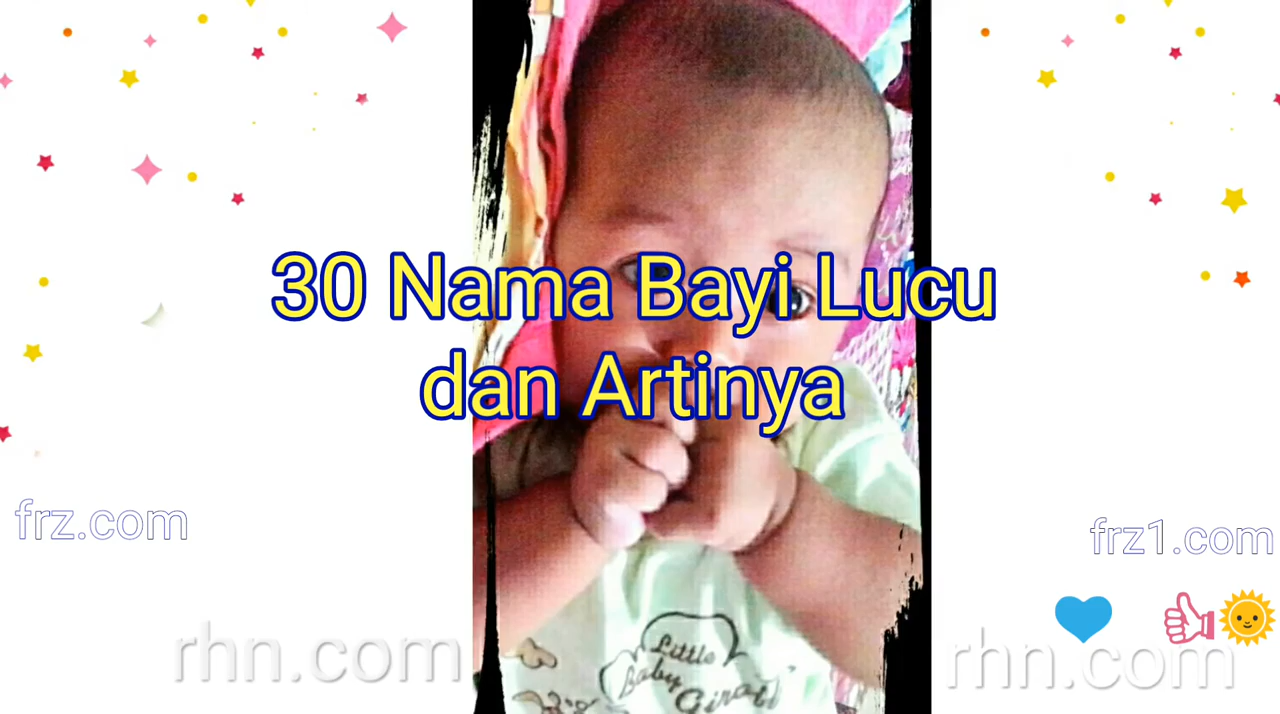 30 Nama Bayi Lucu
dan Artinya
frz.com
frz1.com
rhn.com
rhn.com
Little
Baby